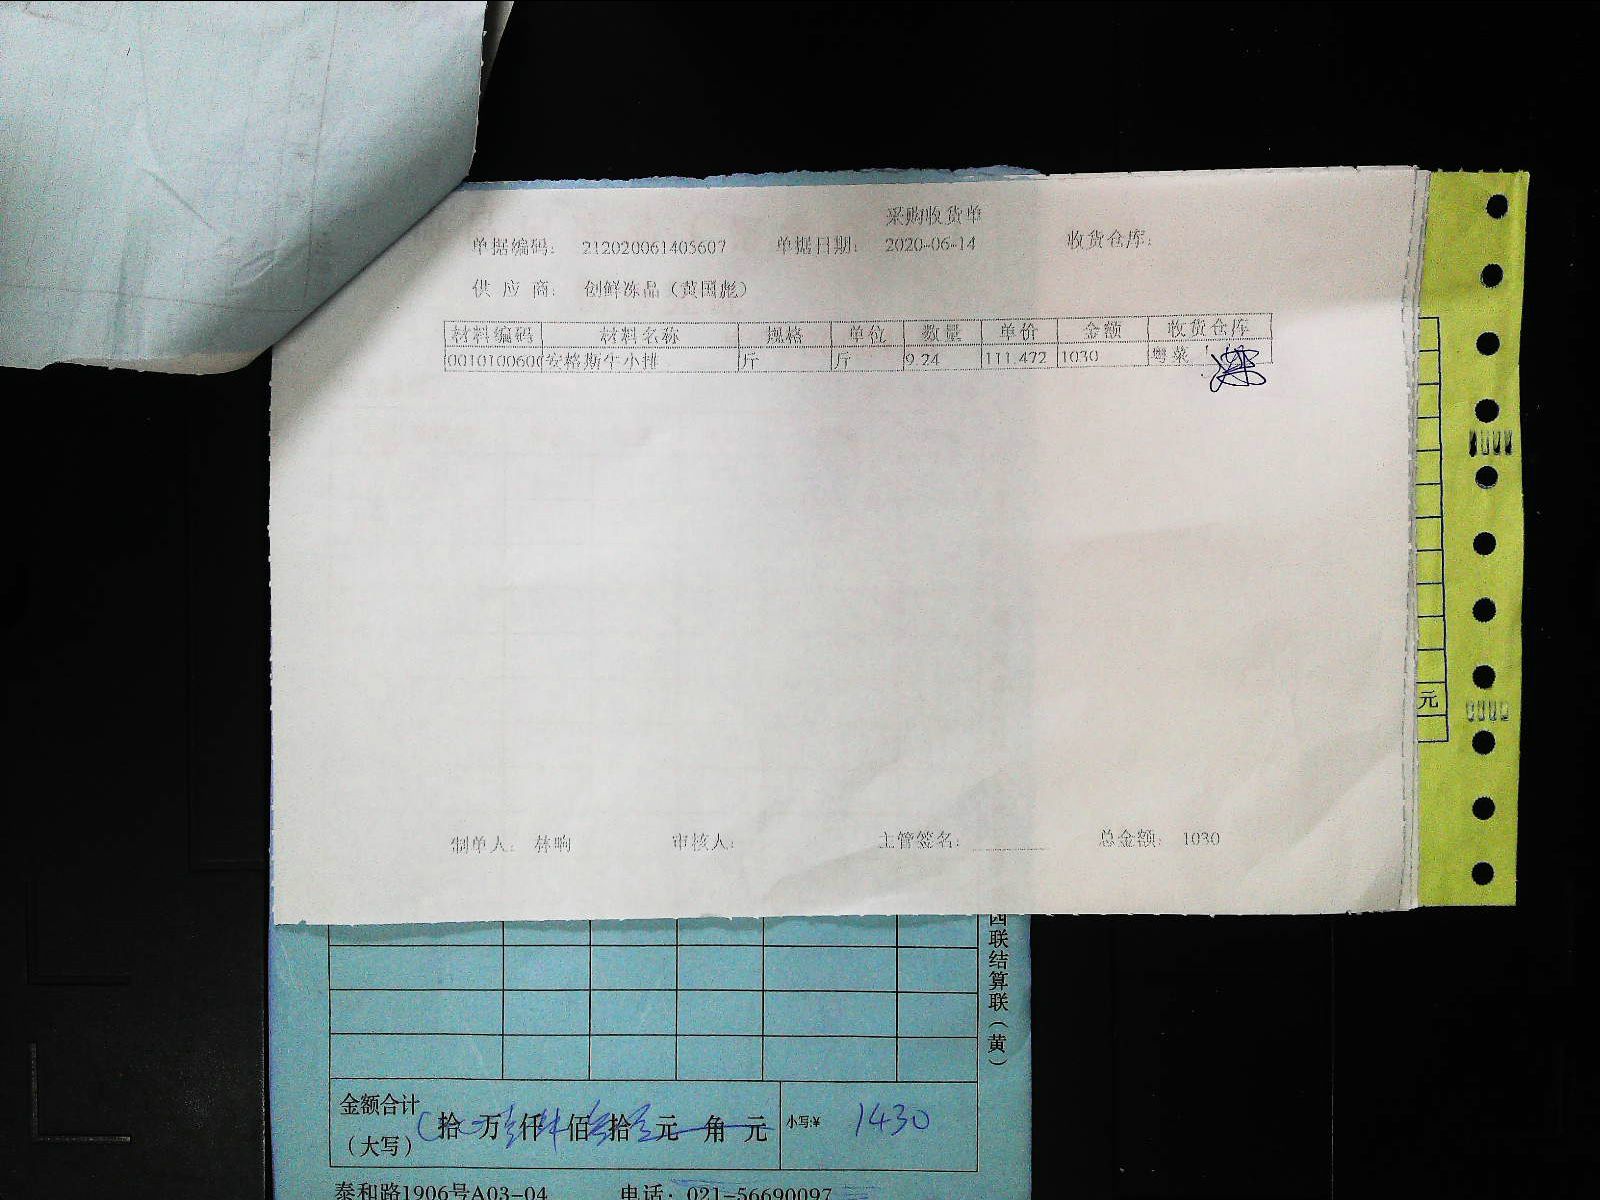 采购收货单
单据编码: 212020061405607 单据日期: 2020-06-14 收货仓库:
供 应 商: 创鲜冻品（黄国彪）
材料编码 材料名称 规格 单位 数量 单价 金额 收货仓库
0010100600 安格斯牛小排 斤 斤 9.24 111.472 1030 粤菜
元
制单人: 林昫 审核人: 主管签名: 总金额: 1030
四联结算联（黄）
金额合计
（大写） 拾 万 仟 佰 拾 元 角 元 小写:¥ 1430
泰和路1906号A03-04 电话: 021-56690097